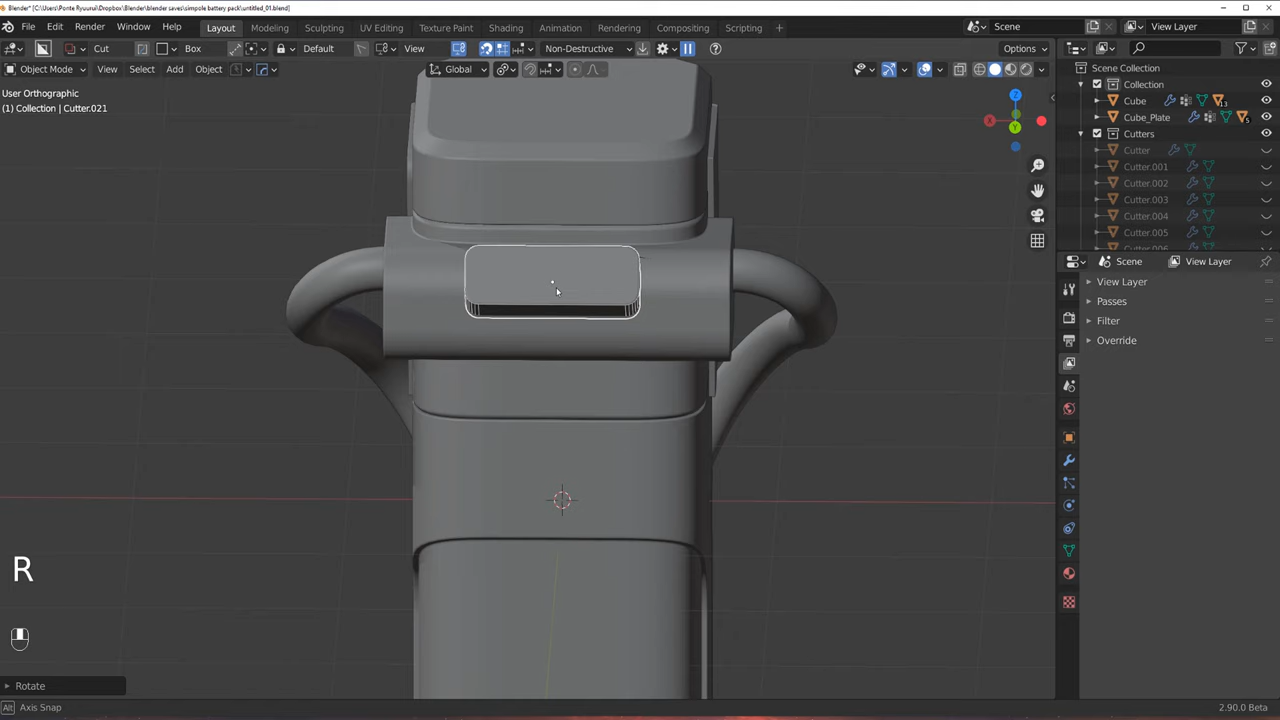 Blender* [C:\Users\Ponte Ryuurui\Dropbox\Blender\blender saves\simpole battery pack\untitled_01.blend]
File Edit Render Window Help Layout Modeling Sculpting UV Editing Texture Paint Shading Animation Rendering Compositing Scripting + Scene View Layer
Cut Box Default View Non-Destructive Options
Object Mode View Select Add Object Global
User Orthographic
(1) Collection | Cutter.021
Z
X
Y
Scene Collection
Collection
Cube 13
Cube_Plate 5
Cutters
Cutter
Cutter.001
Cutter.002
Cutter.003
Cutter.004
Cutter.005
Cutter.006
Scene View Layer
View Layer
Passes
Filter
Override
R
Rotate
Alt Axis Snap 2.90.0 Beta